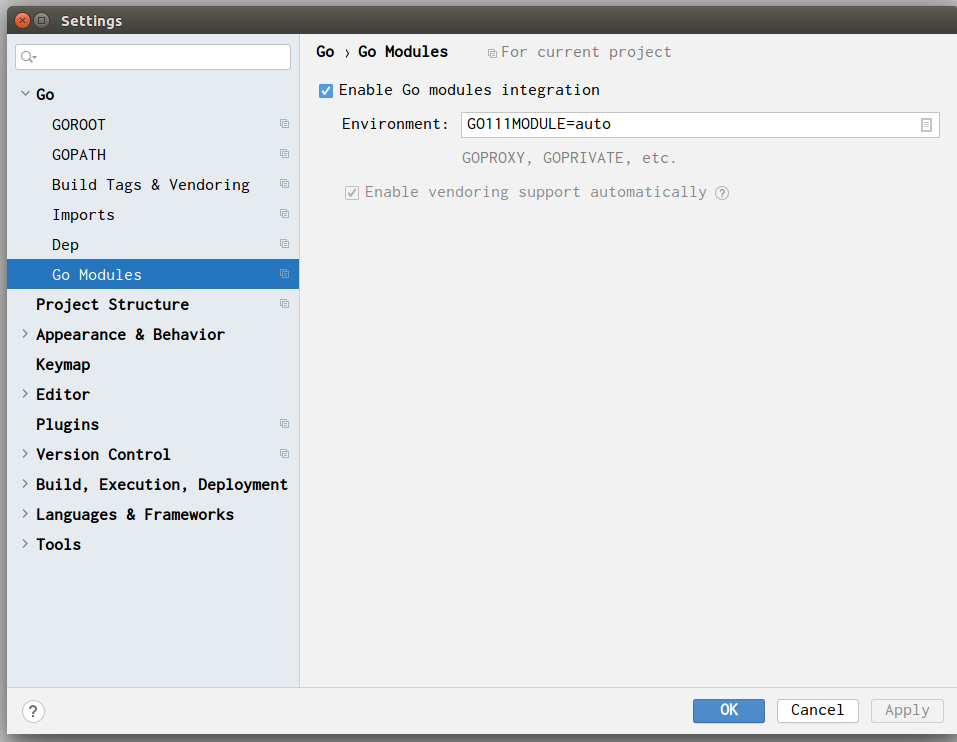 Settings
Go
GOROOT
GOPATH
Build Tags & Vendoring
Imports
Dep
Go Modules
Project Structure
Appearance & Behavior
Keymap
Editor
Plugins
Version Control
Build, Execution, Deployment
Languages & Frameworks
Tools
Go › Go Modules For current project
Enable Go modules integration
Environment: GO111MODULE=auto
GOPROXY, GOPRIVATE, etc.
Enable vendoring support automatically ?
? OK Cancel Apply